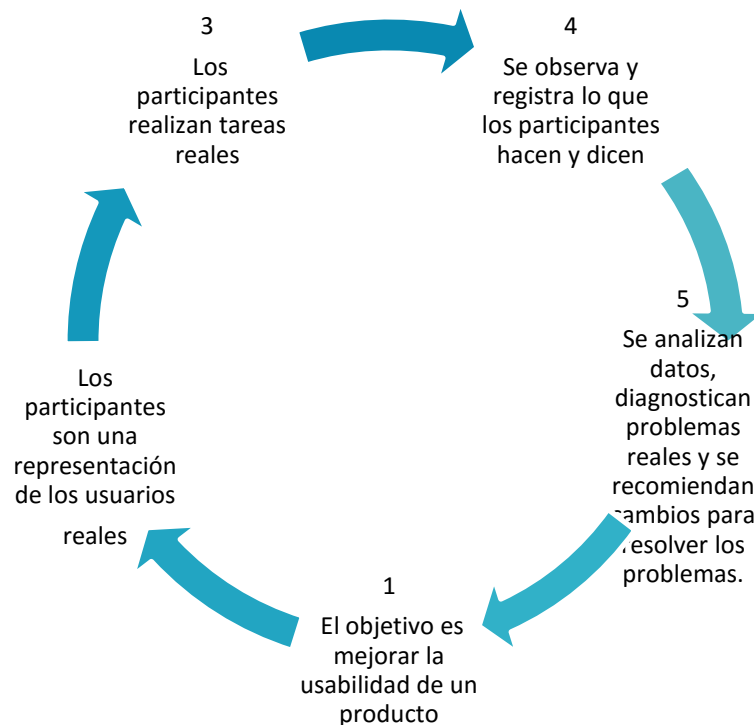 3
Los
participantes
realizan tareas
reales
4
Se observa y
registra lo que
los participantes
hacen y dicen
5
Se analizan
datos,
diagnostican
problemas
reales y se
recomiendan
cambios para
resolver los
problemas.
1
El objetivo es
mejorar la
usabilidad de un
producto
Los
participantes
son una
representación
de los usuarios
reales